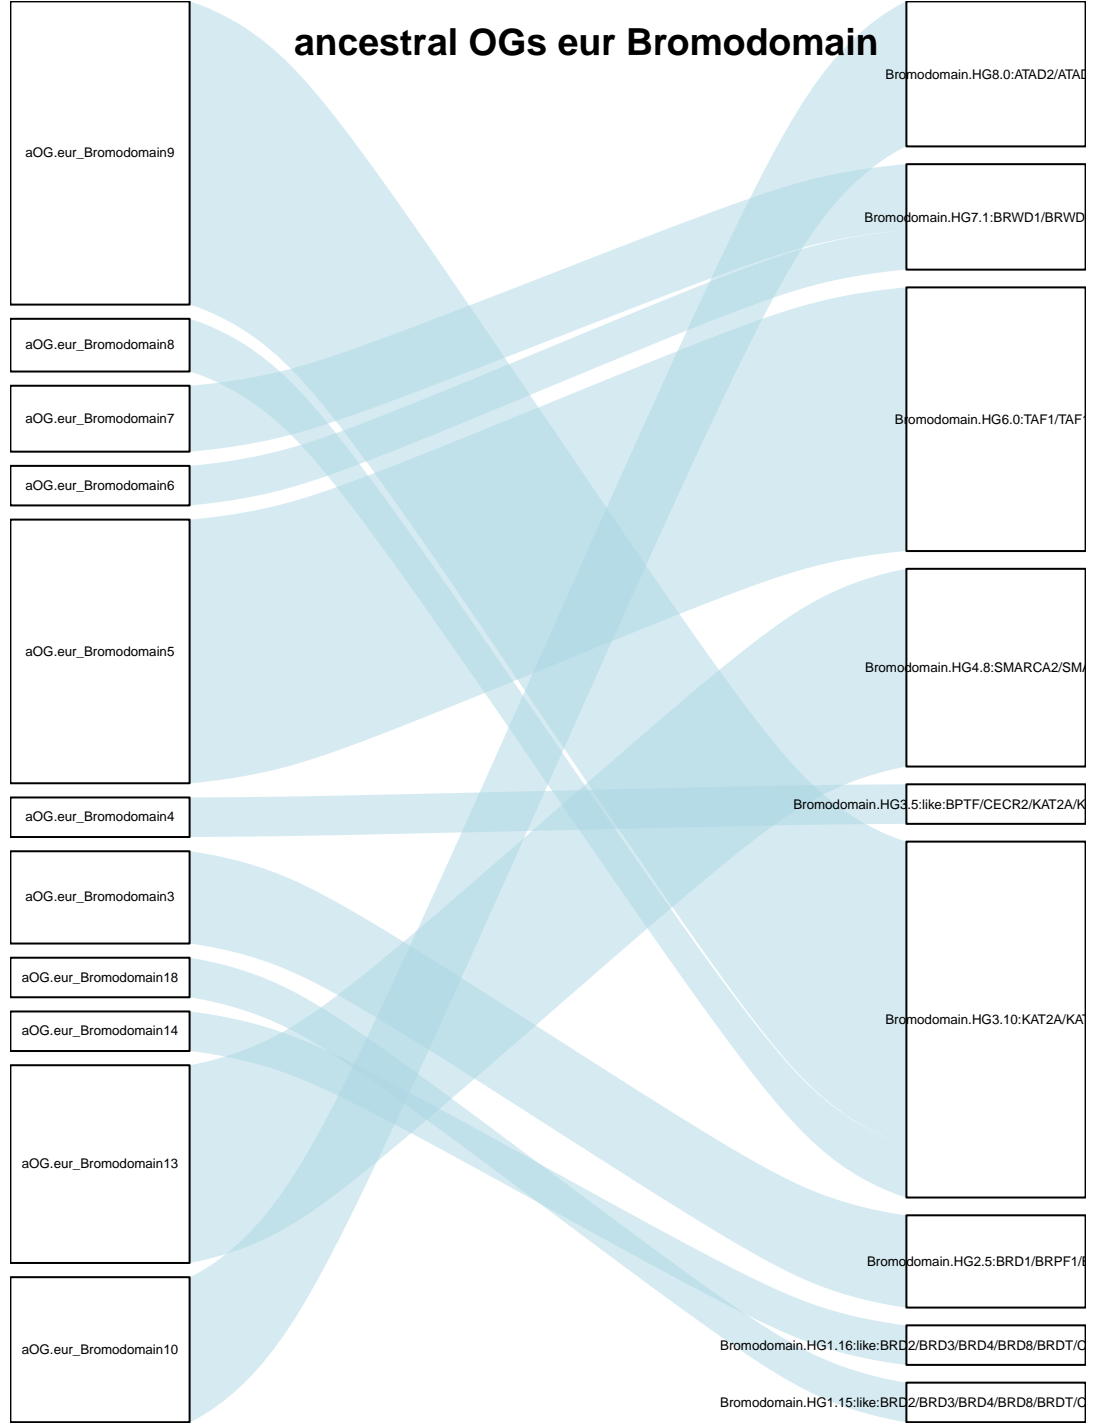 ancestral OGs eur Bromodomain
aOG.eur_Bromodomain9
aOG.eur_Bromodomain8
aOG.eur_Bromodomain7
aOG.eur_Bromodomain6
aOG.eur_Bromodomain5
aOG.eur_Bromodomain4
aOG.eur_Bromodomain3
aOG.eur_Bromodomain18
aOG.eur_Bromodomain14
aOG.eur_Bromodomain13
aOG.eur_Bromodomain10
Bromodomain.HG8.0:ATAD2/ATAD
Bromodomain.HG7.1:BRWD1/BRWD
Bromodomain.HG6.0:TAF1/TAF1
Bromodomain.HG4.8:SMARCA2/SMA
Bromodomain.HG3.5:like:BPTF/CECR2/KAT2A/K
Bromodomain.HG3.10:KAT2A/KAT
Bromodomain.HG2.5:BRD1/BRPF1/B
Bromodomain.HG1.16:like:BRD2/BRD3/BRD4/BRD8/BRDT/C
Bromodomain.HG1.15:like:BRD2/BRD3/BRD4/BRD8/BRDT/C